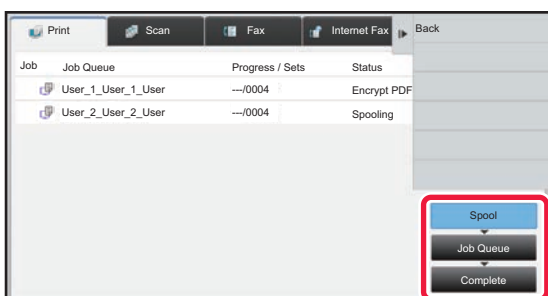 Print Scan Fax Internet Fax Back
Job Job Queue Progress / Sets Status
User_1_User_1_User ---/0004 Encrypt PDF
User_2_User_2_User ---/0004 Spooling
Spool
Job Queue
Complete